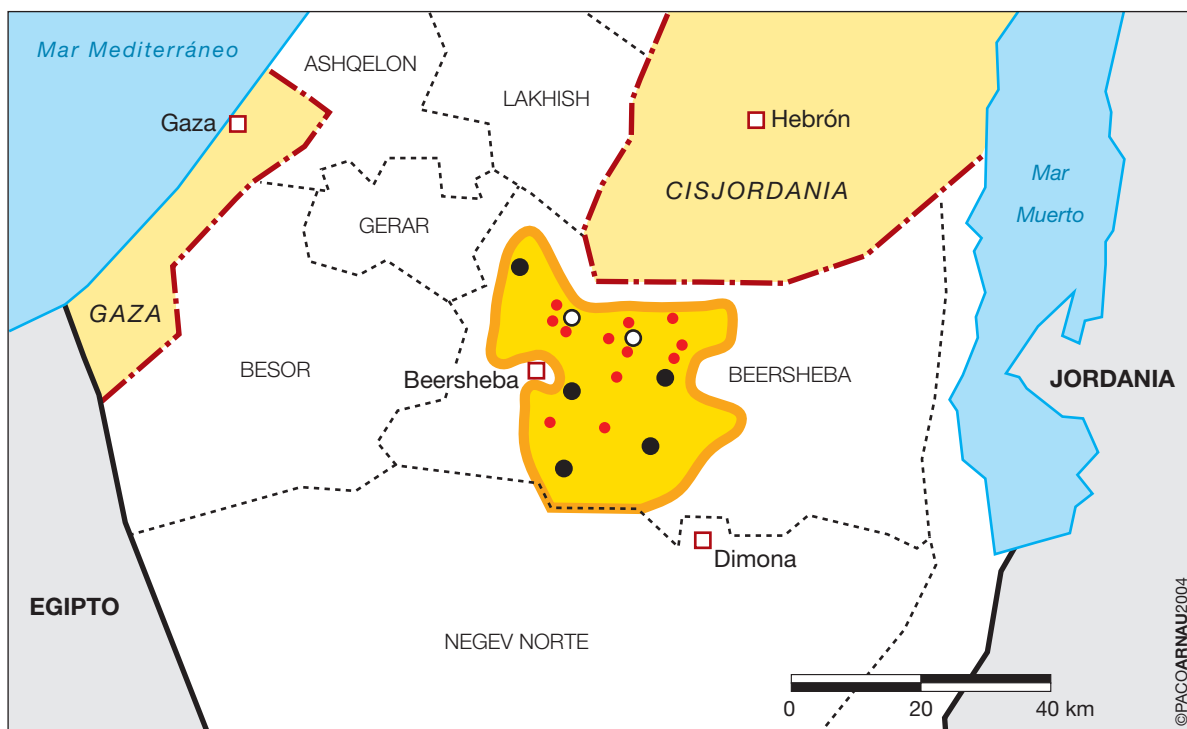 Mar Mediterráneo
ASHQELON
LAKHISH
Gaza
Hebrón
CISJORDANIA
Mar
Muerto
GERAR
GAZA
BESOR
Beersheba
BEERSHEBA
JORDANIA
Dimona
EGIPTO
NEGEV NORTE
0 20 40 km
©PACOARNAU2004